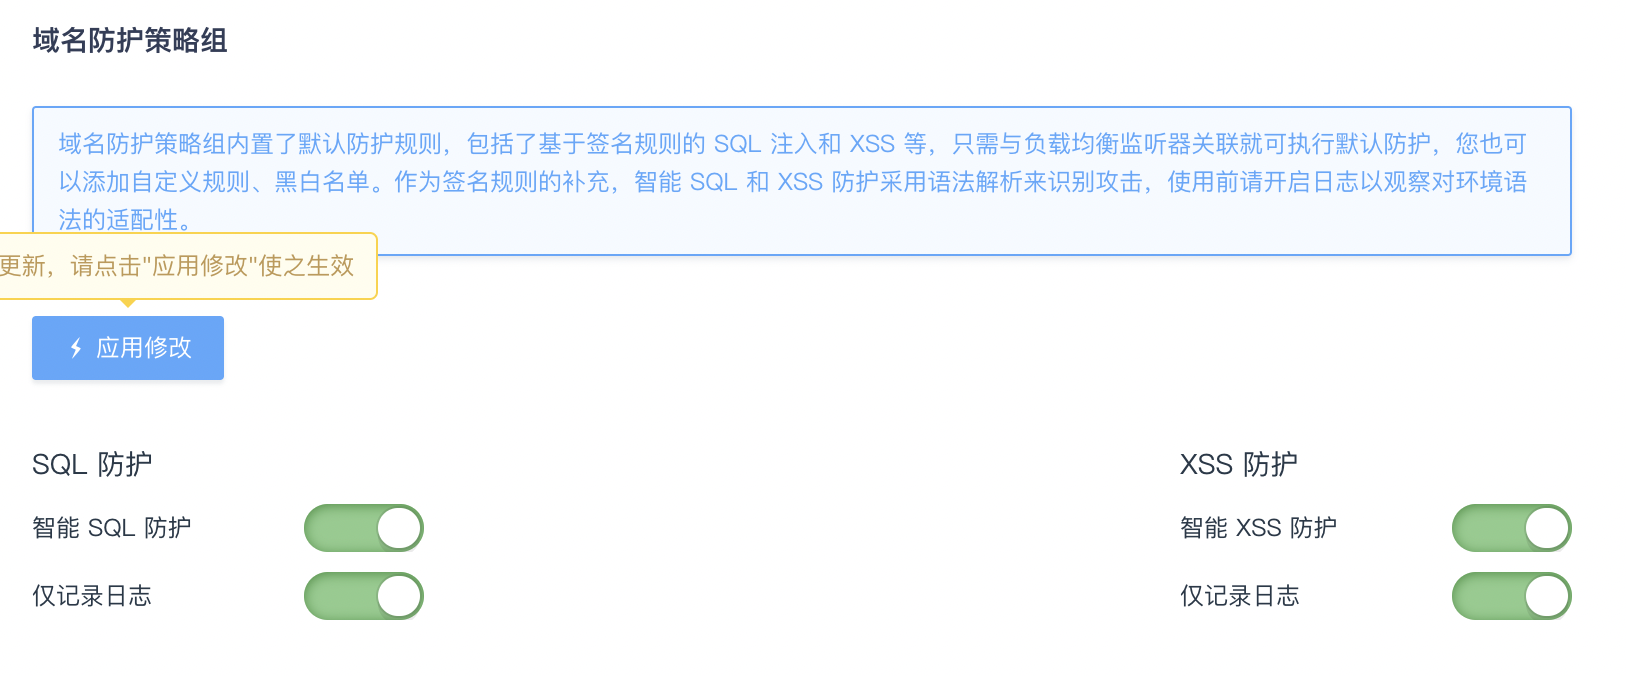 域名防护策略组
域名防护策略组内置了默认防护规则，包括了基于签名规则的 SQL 注入和 XSS 等，只需与负载均衡监听器关联就可执行默认防护，您也可
以添加自定义规则、黑白名单。作为签名规则的补充，智能 SQL 和 XSS 防护采用语法解析来识别攻击，使用前请开启日志以观察对环境语
法的适配性。
更新，请点击"应用修改"使之生效
应用修改
SQL 防护
XSS 防护
智能 SQL 防护
智能 XSS 防护
仅记录日志
仅记录日志